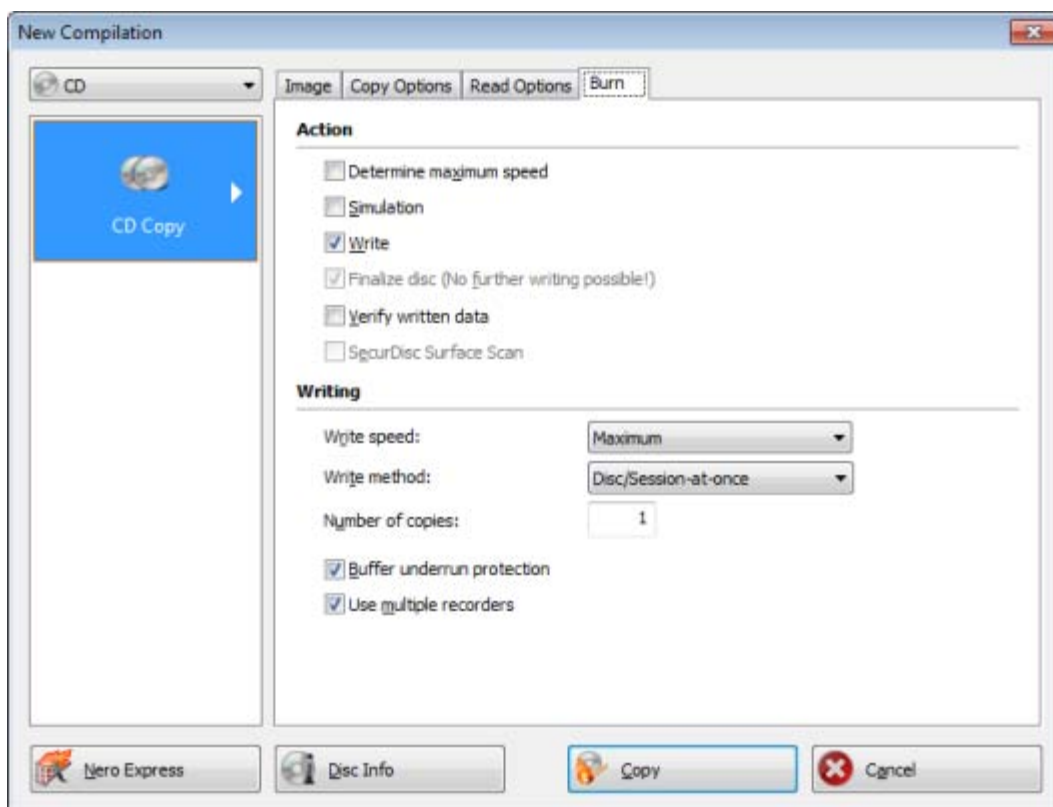 New Compilation
CD
Image Copy Options Read Options Burn
CD Copy
Action
Determine maximum speed
Simulation
Write
Finalize disc (No further writing possible!)
Verify written data
SecurDisc Surface Scan
Writing
Write speed: Maximum
Write method: Disc/Session-at-once
Number of copies: 1
Buffer underrun protection
Use multiple recorders
Nero Express Disc Info Copy Cancel